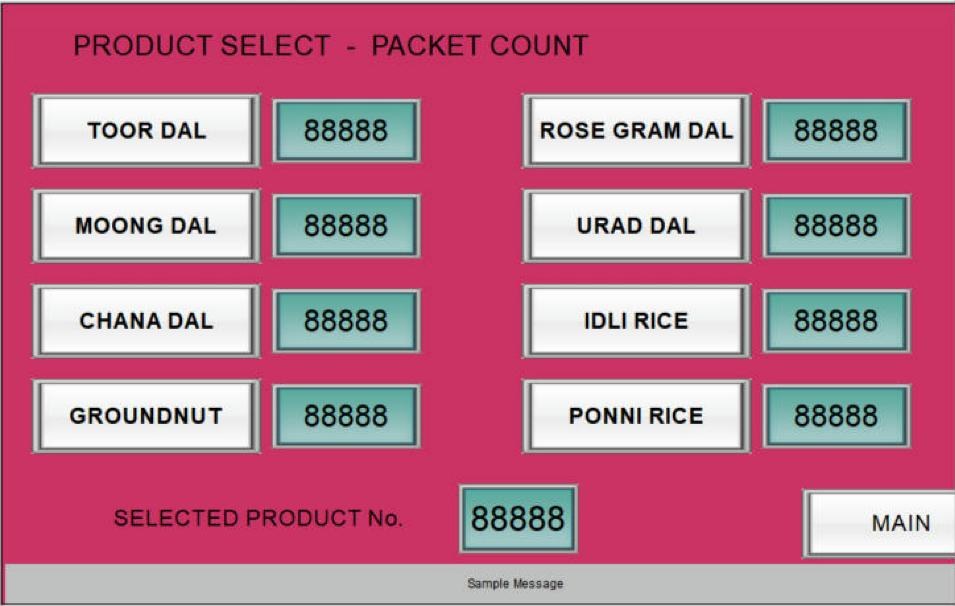 PRODUCT SELECT - PACKET COUNT
TOOR DAL 88888 ROSE GRAM DAL 88888
MOONG DAL 88888 URAD DAL 88888
CHANA DAL 88888 IDLI RICE 88888
GROUNDNUT 88888 PONNI RICE 88888
SELECTED PRODUCT No. 88888 MAIN
Sample Message